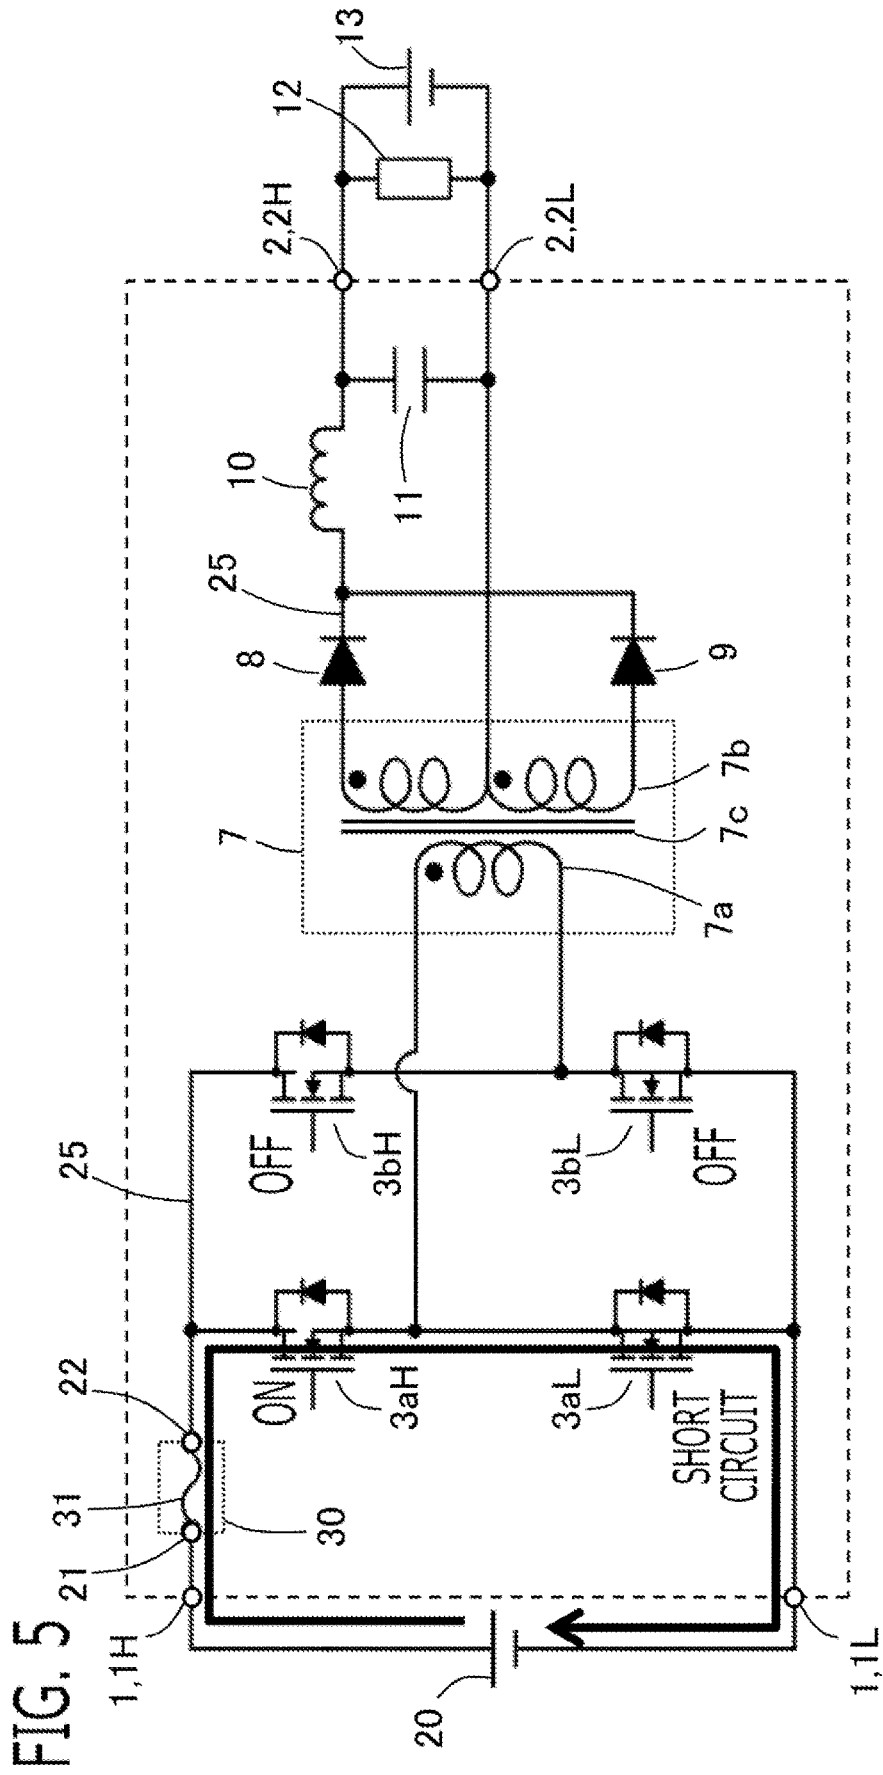 FIG. 5
1,1H
21
31
22
25
30
20
1,1L
ON
3aH
3aL
SHORT
CIRCUIT
OFF
3bH
3bL
OFF
7
7a
7c
7b
8
9
25
10
11
2,2H
2,2L
12
13